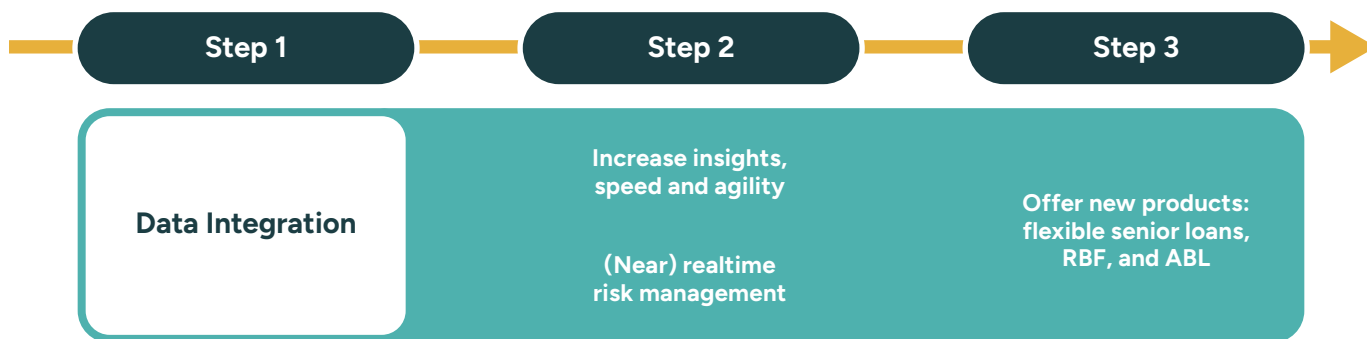 Step 1
Step 2
Step 3
Data Integration
Increase insights,
speed and agility
(Near) realtime
risk management
Offer new products:
flexible senior loans,
RBF, and ABL